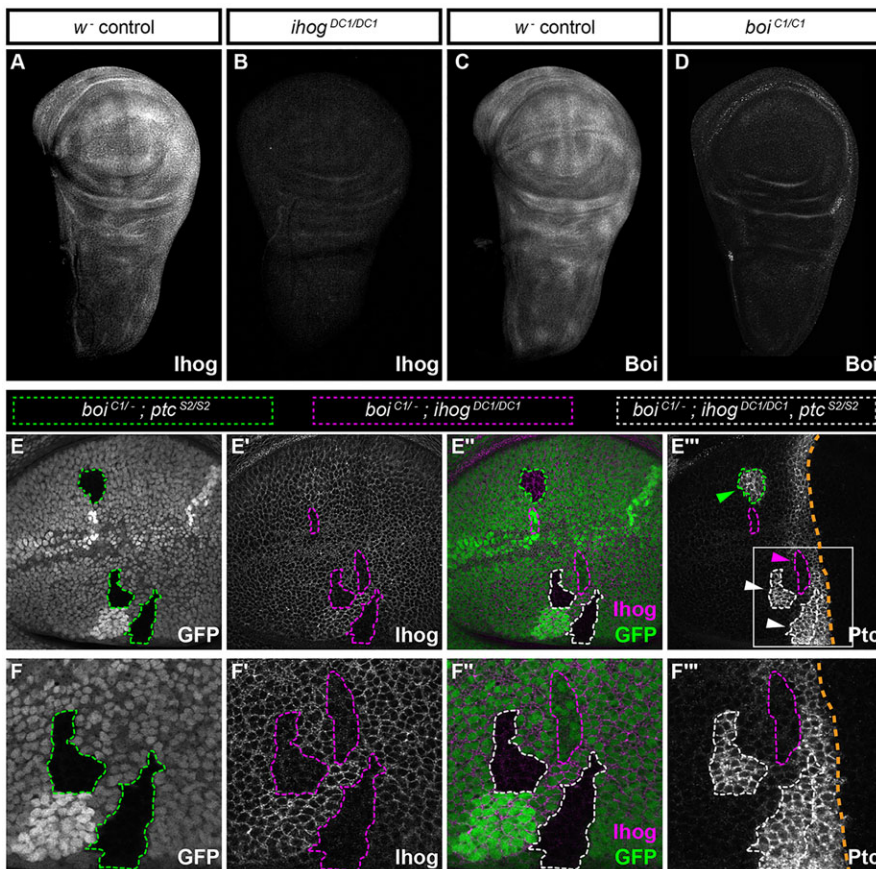 w- control
ihog DC1/DC1
w- control
boi C1/C1
A
B
C
D
Ihog
Ihog
Boi
Boi
boi C1/- ; ptc S2/S2
boi C1/- ; ihog DC1/DC1
boi C1/- ; ihog DC1/DC1, ptc S2/S2
E
E'
E''
E'''
GFP
Ihog
Ihog
GFP
Ptc
F
F'
F''
F'''
GFP
Ihog
Ihog
GFP
Ptc